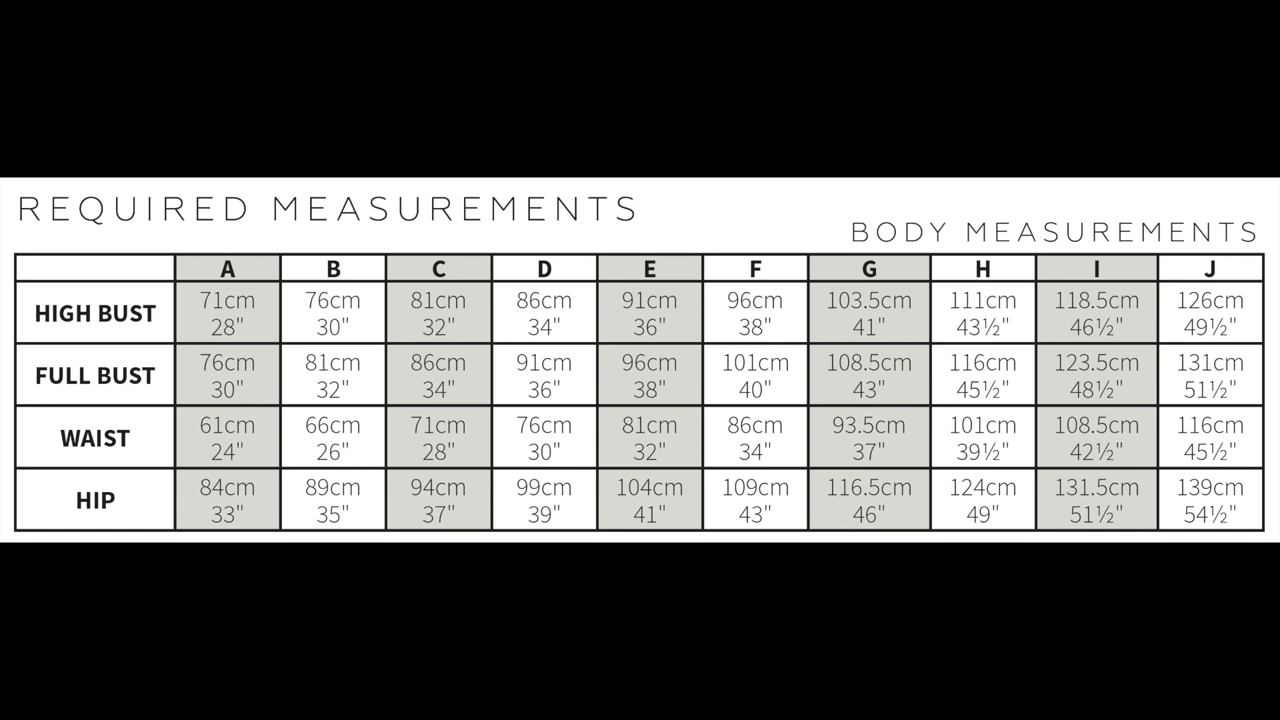 REQUIRED MEASUREMENTS
BODY MEASUREMENTS
A B C D E F G H I J
HIGH BUST 71cm 76cm 81cm 86cm 91cm 96cm 103.5cm 111cm 118.5cm 126cm
28" 30" 32" 34" 36" 38" 41" 43½" 46½" 49½"
FULL BUST 76cm 81cm 86cm 91cm 96cm 101cm 108.5cm 116cm 123.5cm 131cm
30" 32" 34" 36" 38" 40" 43" 45½" 48½" 51½"
WAIST 61cm 66cm 71cm 76cm 81cm 86cm 93.5cm 101cm 108.5cm 116cm
24" 26" 28" 30" 32" 34" 37" 39½" 42½" 45½"
HIP 84cm 89cm 94cm 99cm 104cm 109cm 116.5cm 124cm 131.5cm 139cm
33" 35" 37" 39" 41" 43" 46" 49" 51½" 54½"